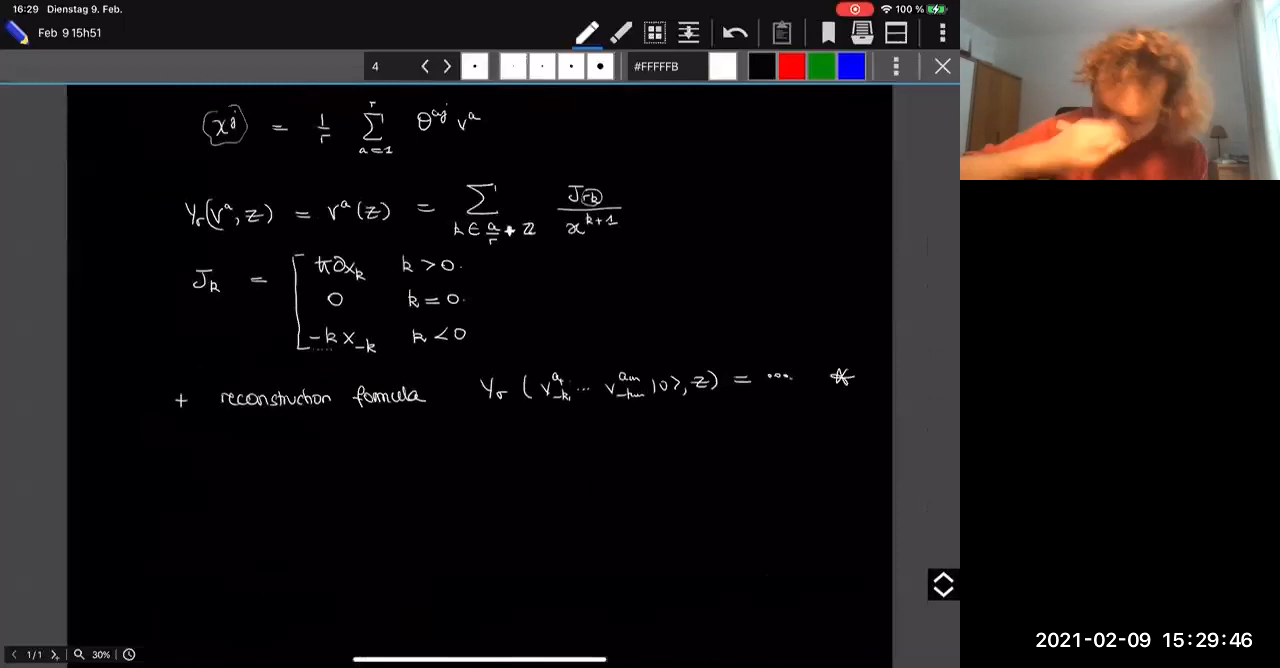 16:29 Dienstag 9. Feb.
100 %
Feb 9 15h51
4 #FFFFFB
χ^j = 1/r Σ_{a=1}^{r} θ^{aj} v^a
Y_σ(v^a, z) = v^a(z) = Σ_{k ∈ a/r + ℤ} J_{rk} / x^{k+1}
J_k = [ ℏ∂x_k k > 0.
0 k = 0.
-k x_{-k} k < 0
+ reconstruction formula Y_σ ( v^{a_1}_{-k_1} ... v^{a_m}_{-k_m} |0>, z) = ... *
1/1 30%
2021-02-09 15:29:46